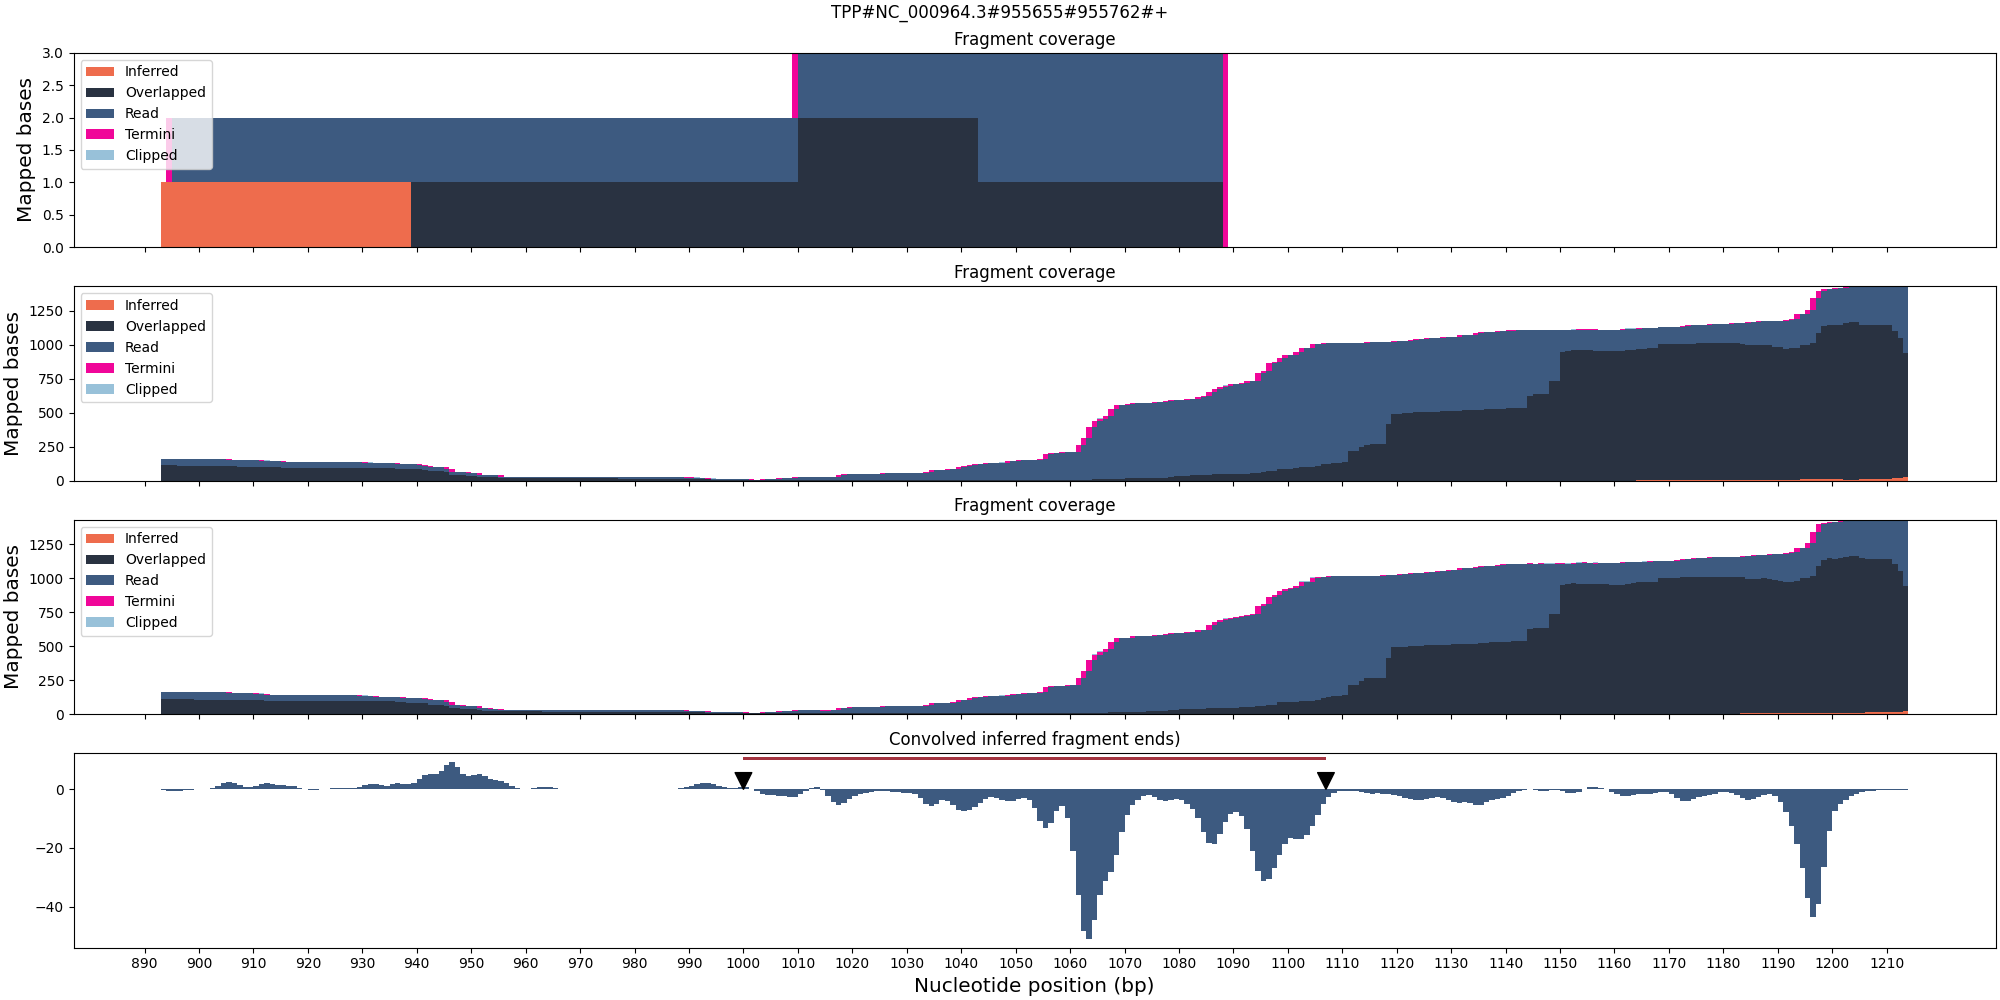 TPP#NC_000964.3#955655#955762#+
Fragment coverage
Mapped bases
3.0
2.5
2.0
1.5
1.0
0.5
0.0
Inferred
Overlapped
Read
Termini
Clipped
Fragment coverage
Mapped bases
1250
1000
750
500
250
0
Inferred
Overlapped
Read
Termini
Clipped
Fragment coverage
Mapped bases
1250
1000
750
500
250
0
Inferred
Overlapped
Read
Termini
Clipped
Convolved inferred fragment ends)
0
−20
−40
890 900 910 920 930 940 950 960 970 980 990 1000 1010 1020 1030 1040 1050 1060 1070 1080 1090 1100 1110 1120 1130 1140 1150 1160 1170 1180 1190 1200 1210
Nucleotide position (bp)